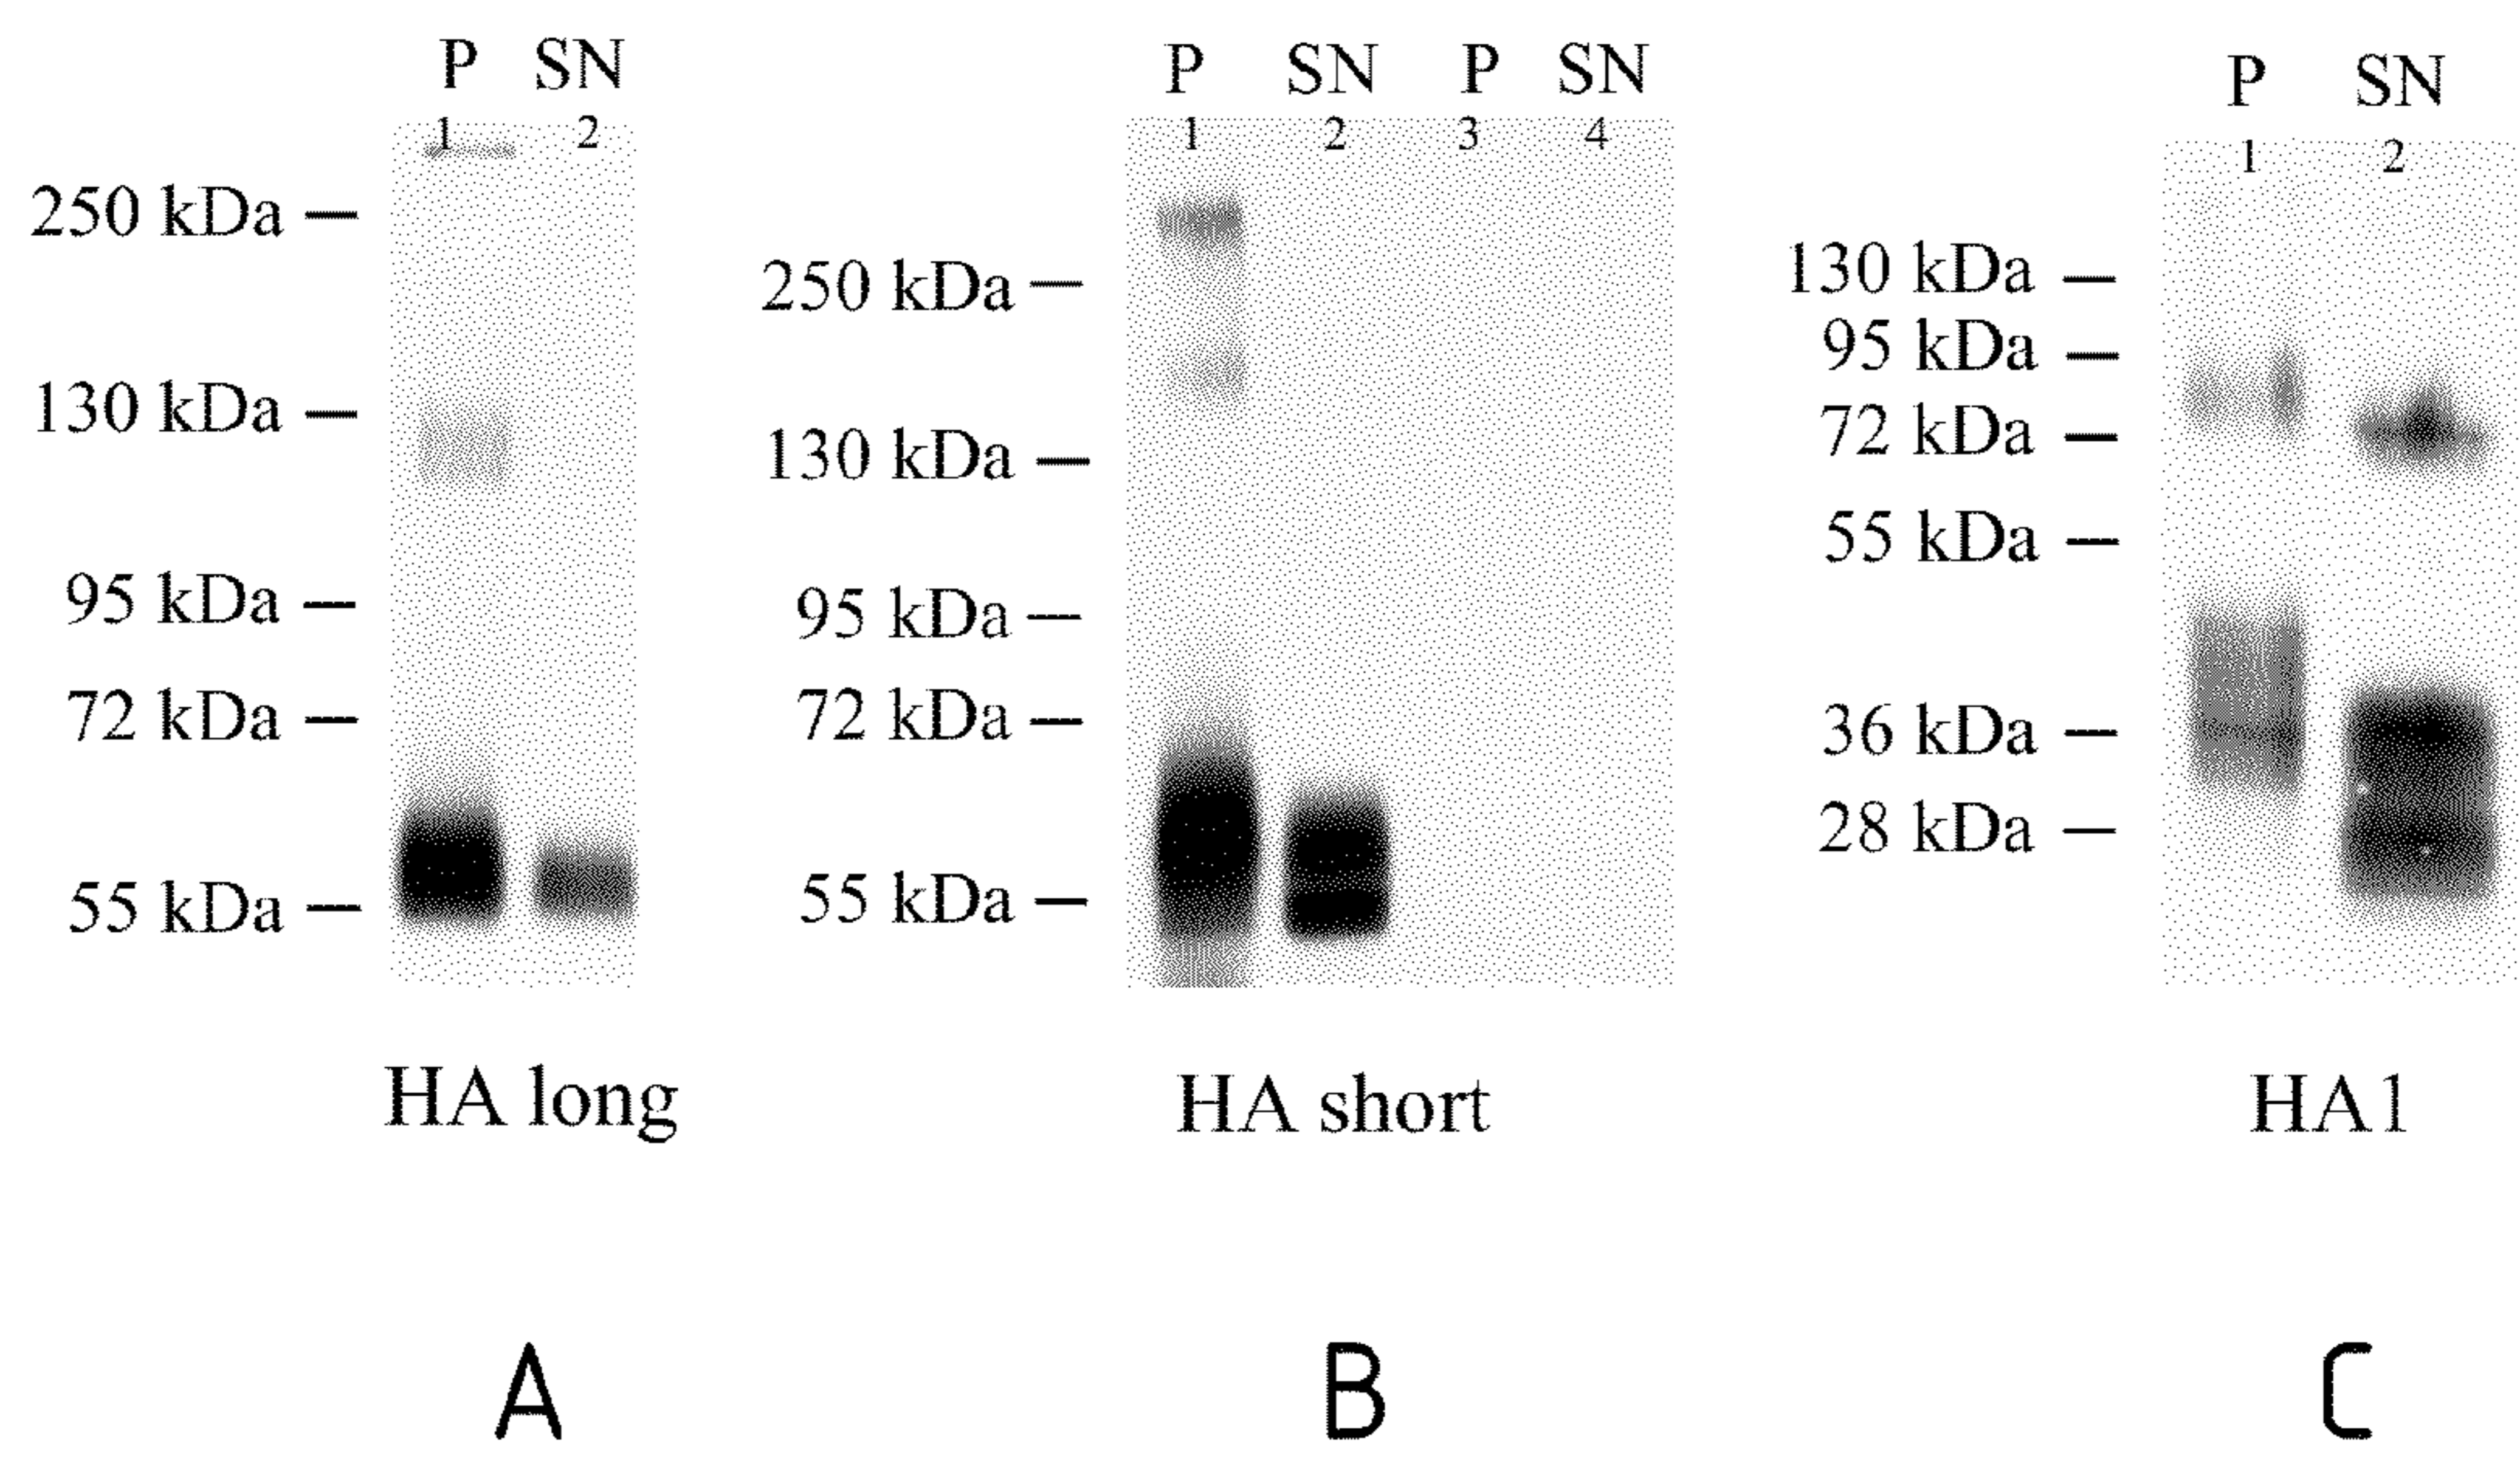 P SN
1 2
250 kDa
130 kDa
95 kDa
72 kDa
55 kDa
HA long
A
P SN P SN
1 2 3 4
250 kDa
130 kDa
95 kDa
72 kDa
55 kDa
HA short
B
P SN
1 2
130 kDa
95 kDa
72 kDa
55 kDa
36 kDa
28 kDa
HA1
C